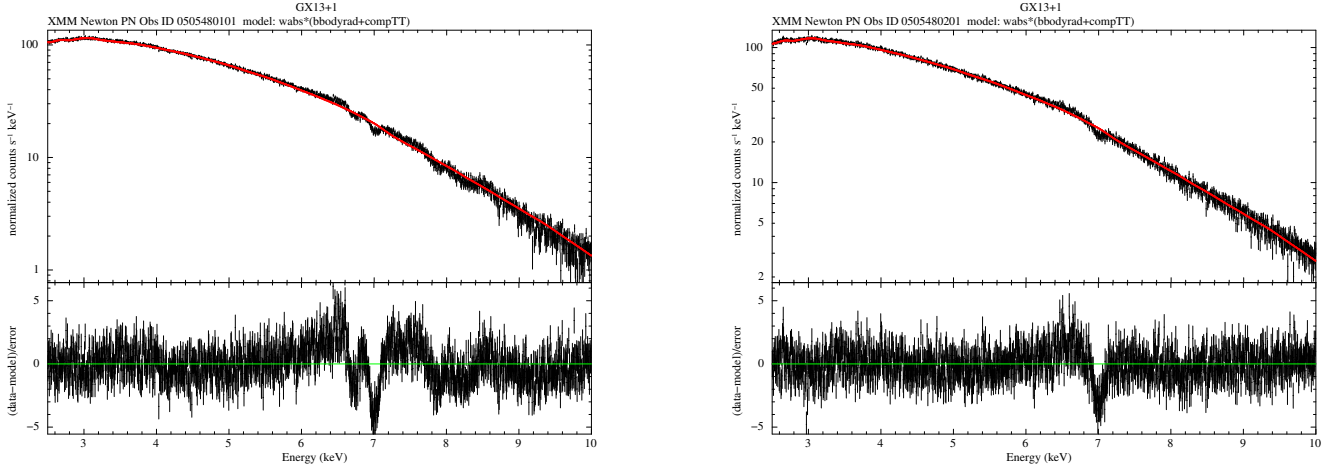 GX13+1
XMM Newton PN Obs ID 0505480101 model: wabs*(bbodyrad+compTT)
100
10
1
normalized counts s⁻¹ keV⁻¹
5
0
−5
(data−model)/error
3 4 5 6 7 8 9 10
Energy (keV)
GX13+1
XMM Newton PN Obs ID 0505480201 model: wabs*(bbodyrad+compTT)
100
50
20
10
5
2
normalized counts s⁻¹ keV⁻¹
5
0
−5
(data−model)/error
3 4 5 6 7 8 9 10
Energy (keV)